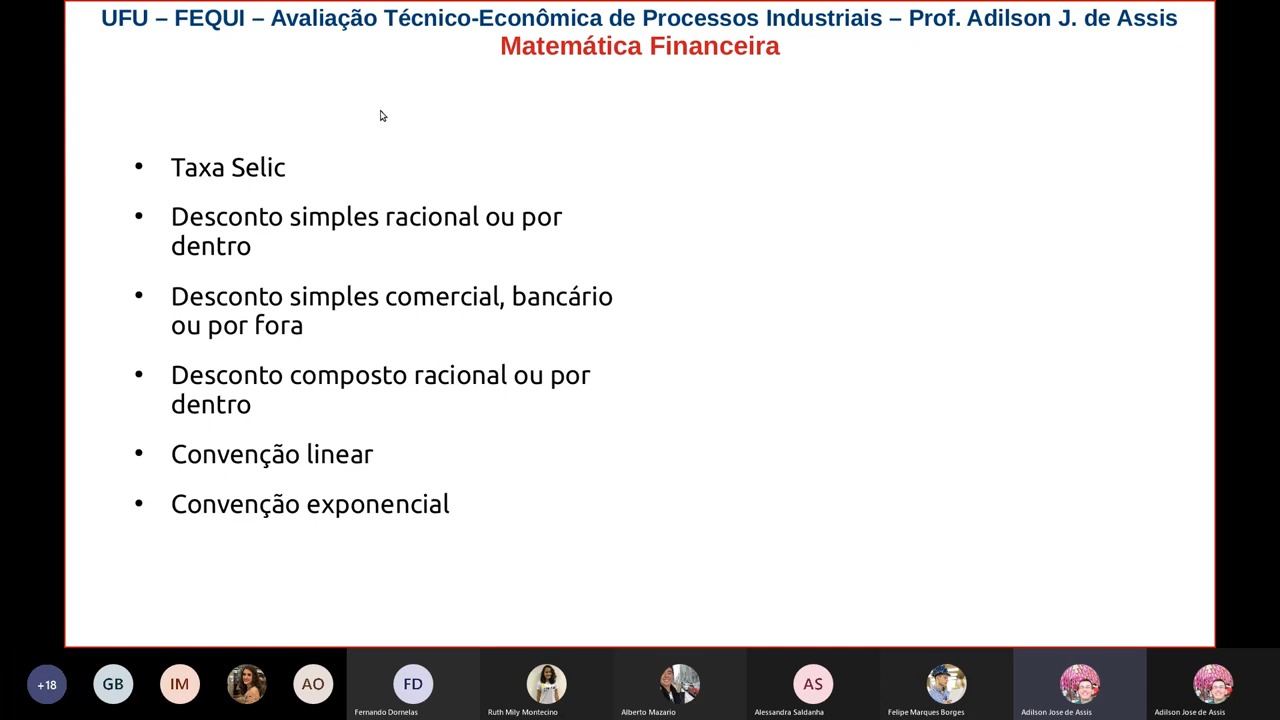 UFU – FEQUI – Avaliação Técnico-Econômica de Processos Industriais – Prof. Adilson J. de Assis
Matemática Financeira
• Taxa Selic
• Desconto simples racional ou por
dentro
• Desconto simples comercial, bancário
ou por fora
• Desconto composto racional ou por
dentro
• Convenção linear
• Convenção exponencial
+18
GB
IM
AO
FD
AS
Fernando Dornelas
Ruth Mily Montecino
Alberto Mazario
Alessandra Saldanha
Felipe Marques Borges
Adilson Jose de Assis
Adilson Jose de Assis